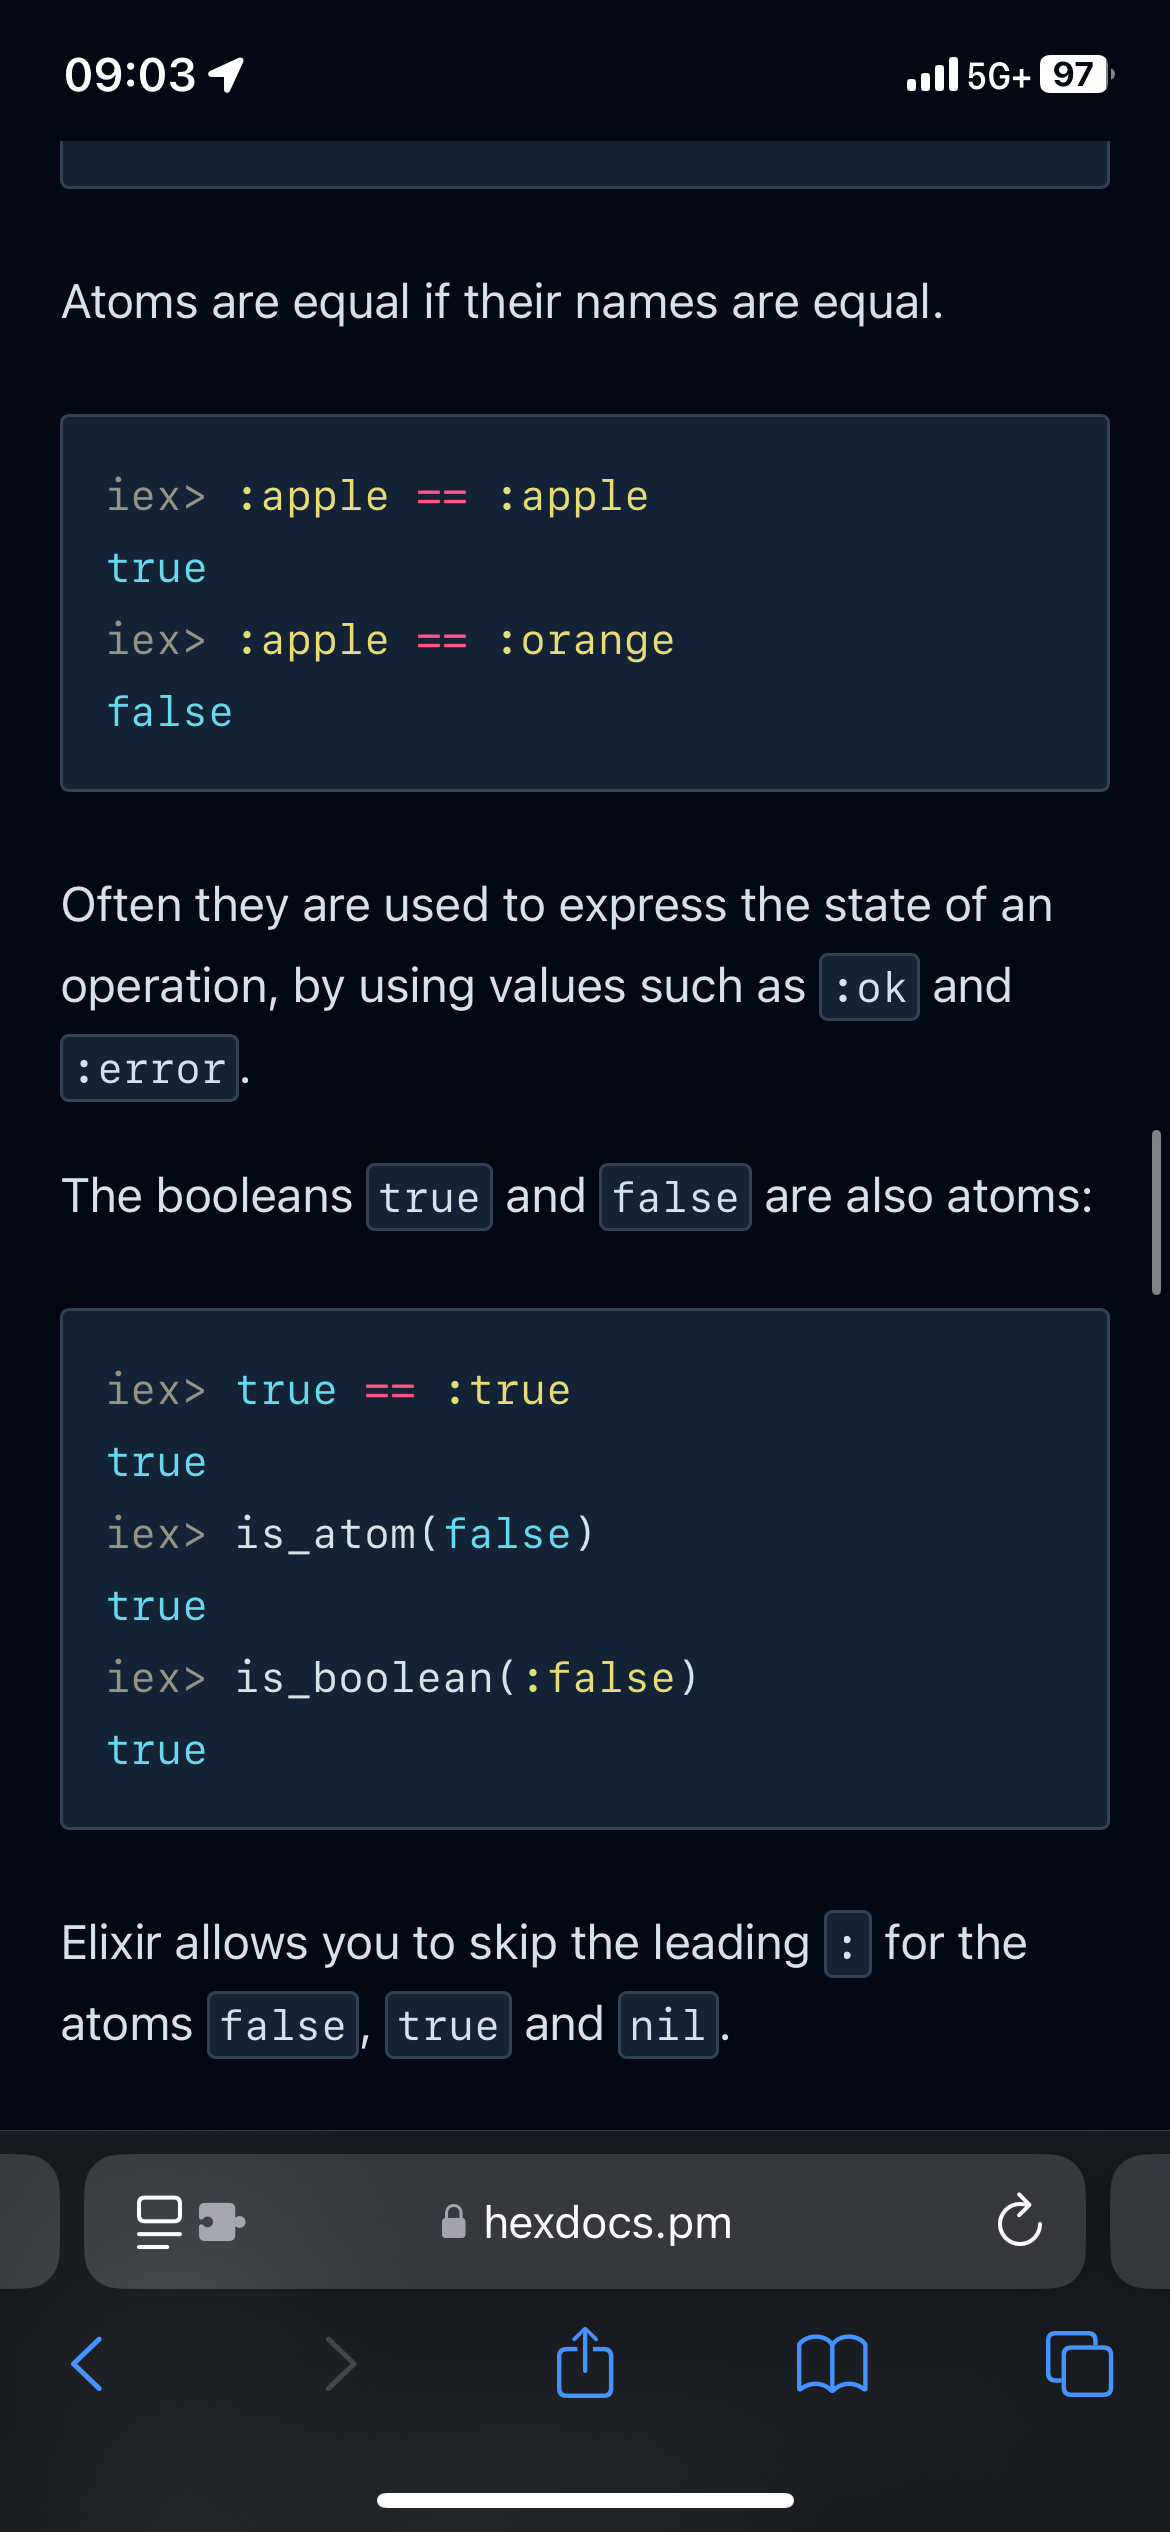 09:03
5G+ 97
Atoms are equal if their names are equal.
iex> :apple == :apple
true
iex> :apple == :orange
false
Often they are used to express the state of an
operation, by using values such as :ok and
:error.
The booleans true and false are also atoms:
iex> true == :true
true
iex> is_atom(false)
true
iex> is_boolean(:false)
true
Elixir allows you to skip the leading : for the
atoms false, true and nil.
hexdocs.pm